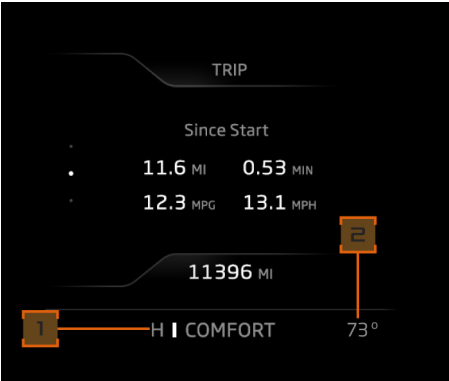 TRIP
Since Start
11.6 MI 0.53 MIN
12.3 MPG 13.1 MPH
2
11396 MI
1 H COMFORT 73°